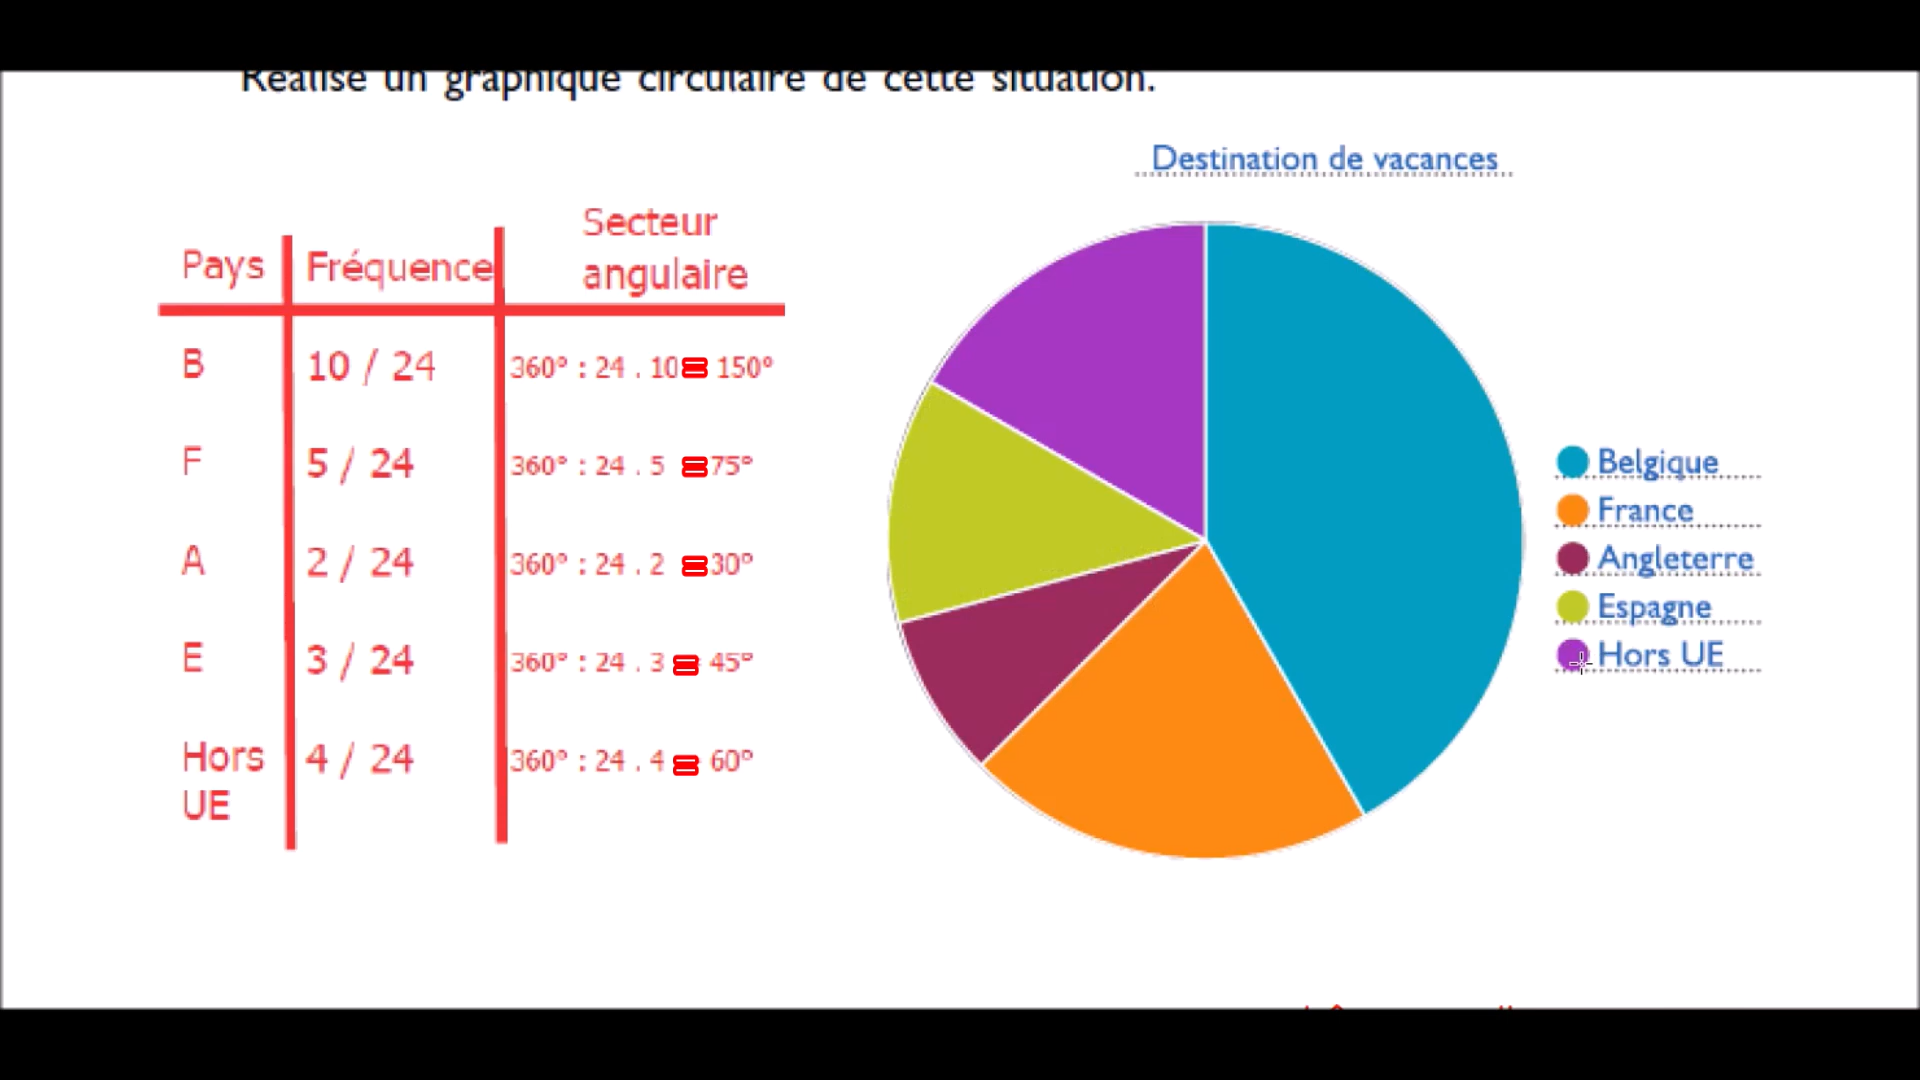 Réalise un graphique circulaire de cette situation.
Destination de vacances
Pays Fréquence Secteur angulaire
B 10 / 24 360° : 24 . 10 = 150°
F 5 / 24 360° : 24 . 5 = 75°
A 2 / 24 360° : 24 . 2 = 30°
E 3 / 24 360° : 24 . 3 = 45°
Hors UE 4 / 24 360° : 24 . 4 = 60°
Belgique
France
Angleterre
Espagne
Hors UE